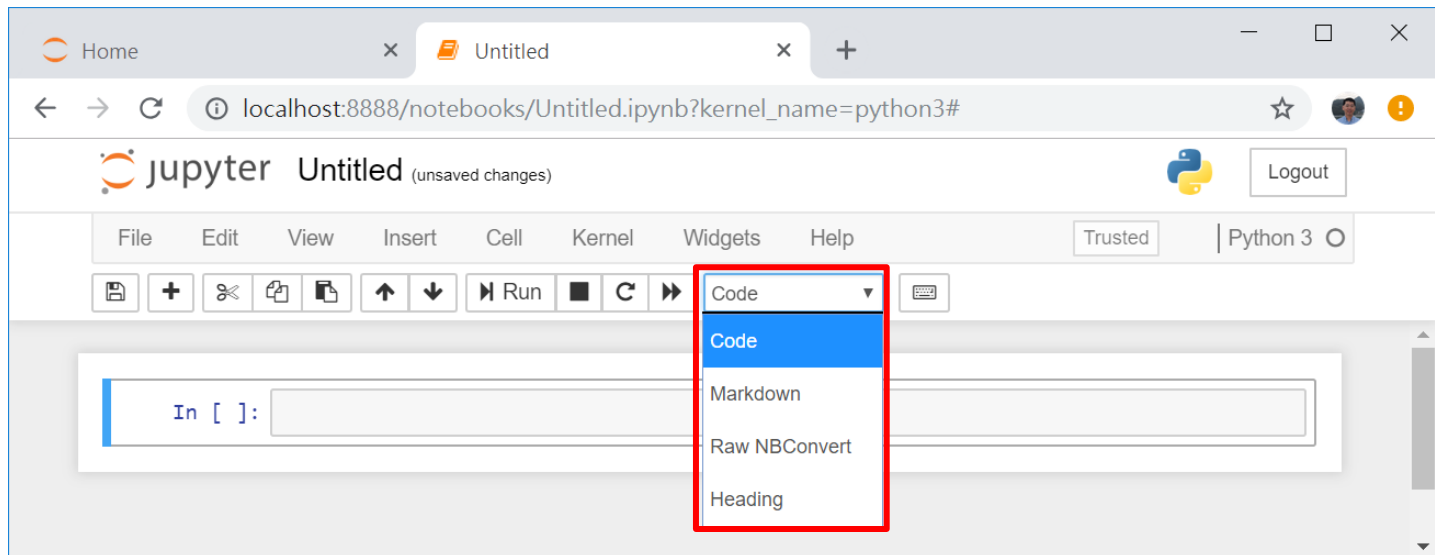 Home Untitled
localhost:8888/notebooks/Untitled.ipynb?kernel_name=python3#
jupyter Untitled (unsaved changes) Logout
File Edit View Insert Cell Kernel Widgets Help Trusted Python 3
Run Code
Code
Markdown
In [ ]:
Raw NBConvert
Heading